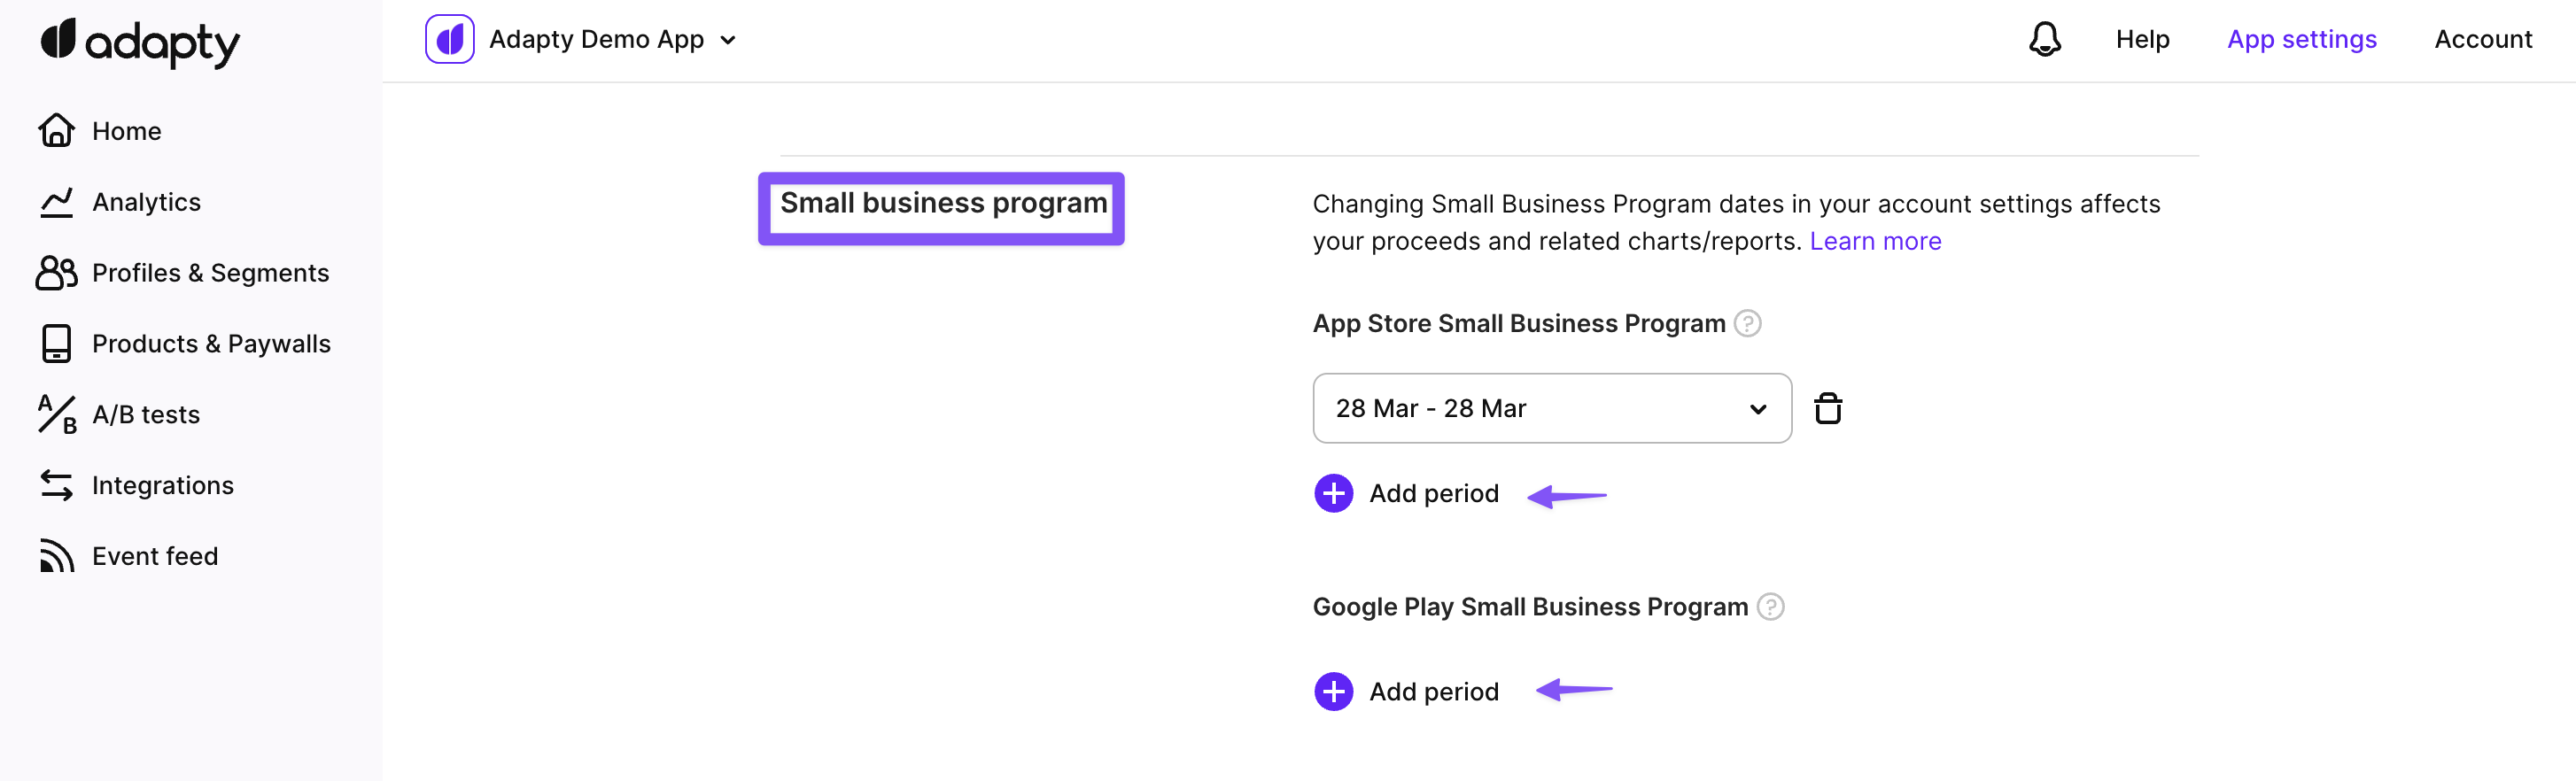 adapty
Adapty Demo App
Help
App settings
Account
Home
Analytics
Profiles & Segments
Products & Paywalls
A/B
A/B tests
Integrations
Event feed
Small business program
Changing Small Business Program dates in your account settings affects
your proceeds and related charts/reports. Learn more
App Store Small Business Program ?
28 Mar - 28 Mar
Add period
Google Play Small Business Program ?
Add period